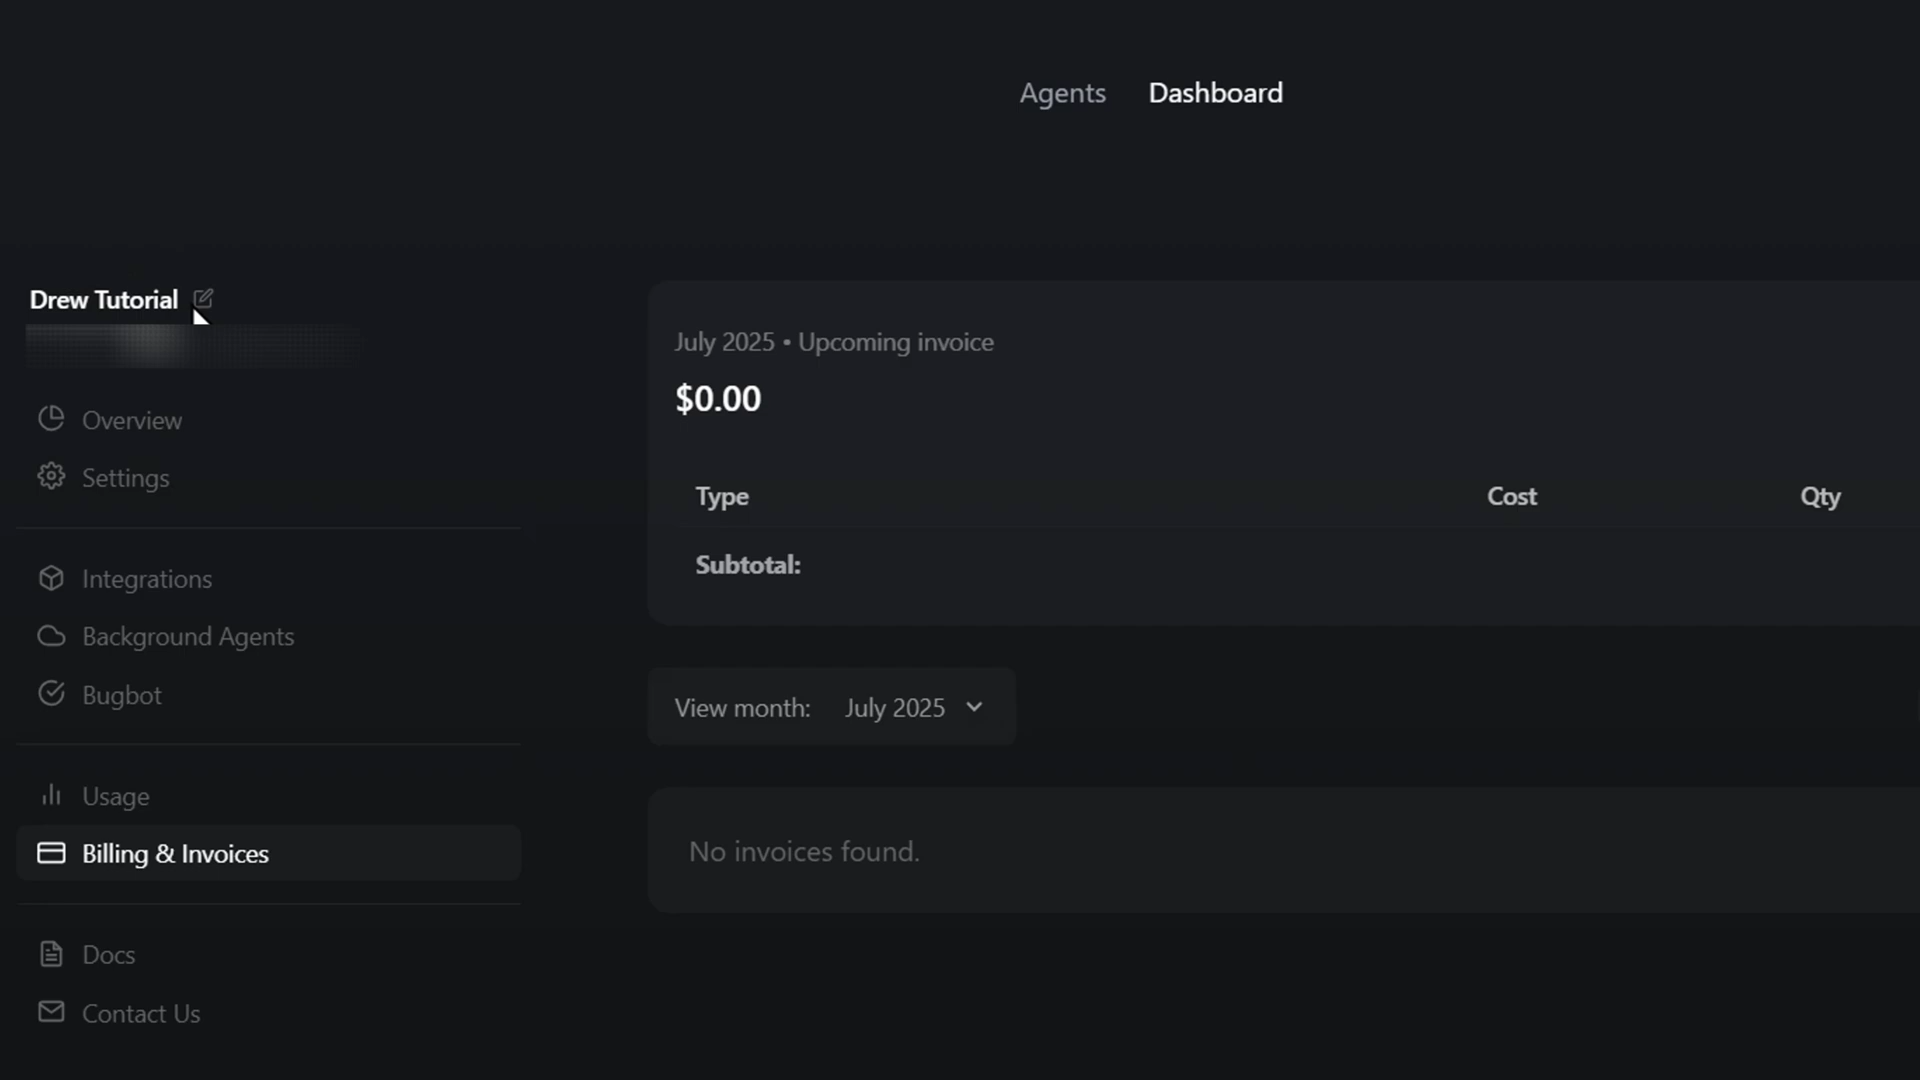 Agents Dashboard
Drew Tutorial
Overview
Settings
Integrations
Background Agents
Bugbot
Usage
Billing & Invoices
Docs
Contact Us
July 2025 • Upcoming invoice
$0.00
Type Cost Qty
Subtotal:
View month: July 2025
No invoices found.